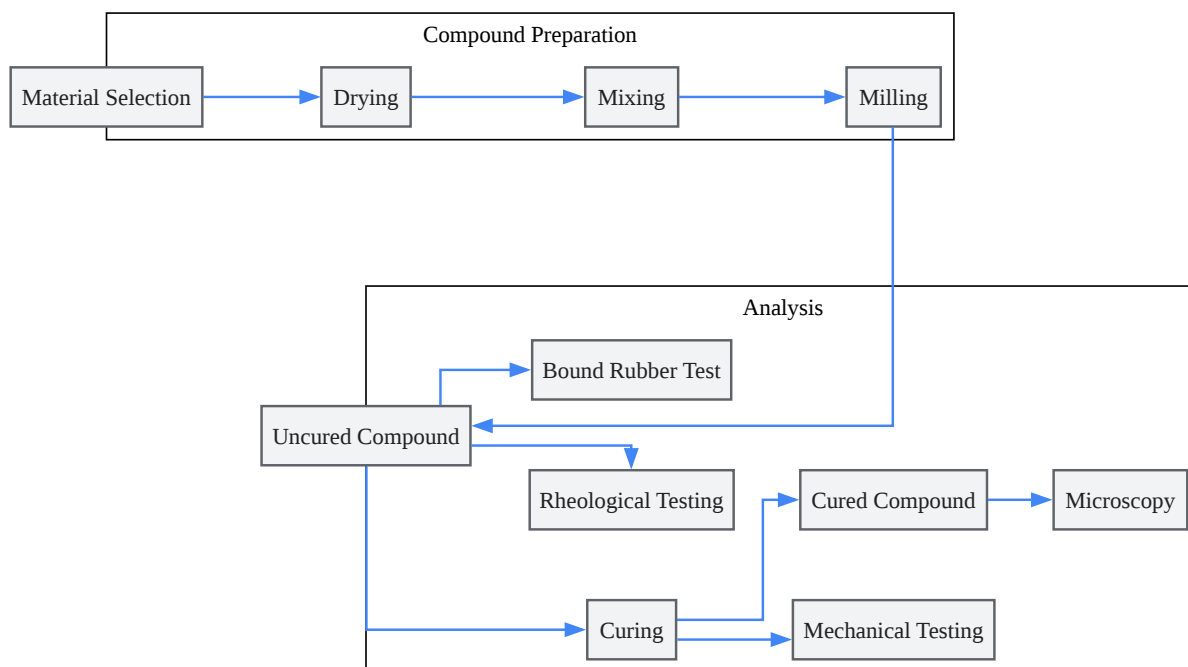 Compound Preparation
Material Selection
Drying
Mixing
Milling
Analysis
Bound Rubber Test
Uncured Compound
Rheological Testing
Cured Compound
Microscopy
Curing
Mechanical Testing